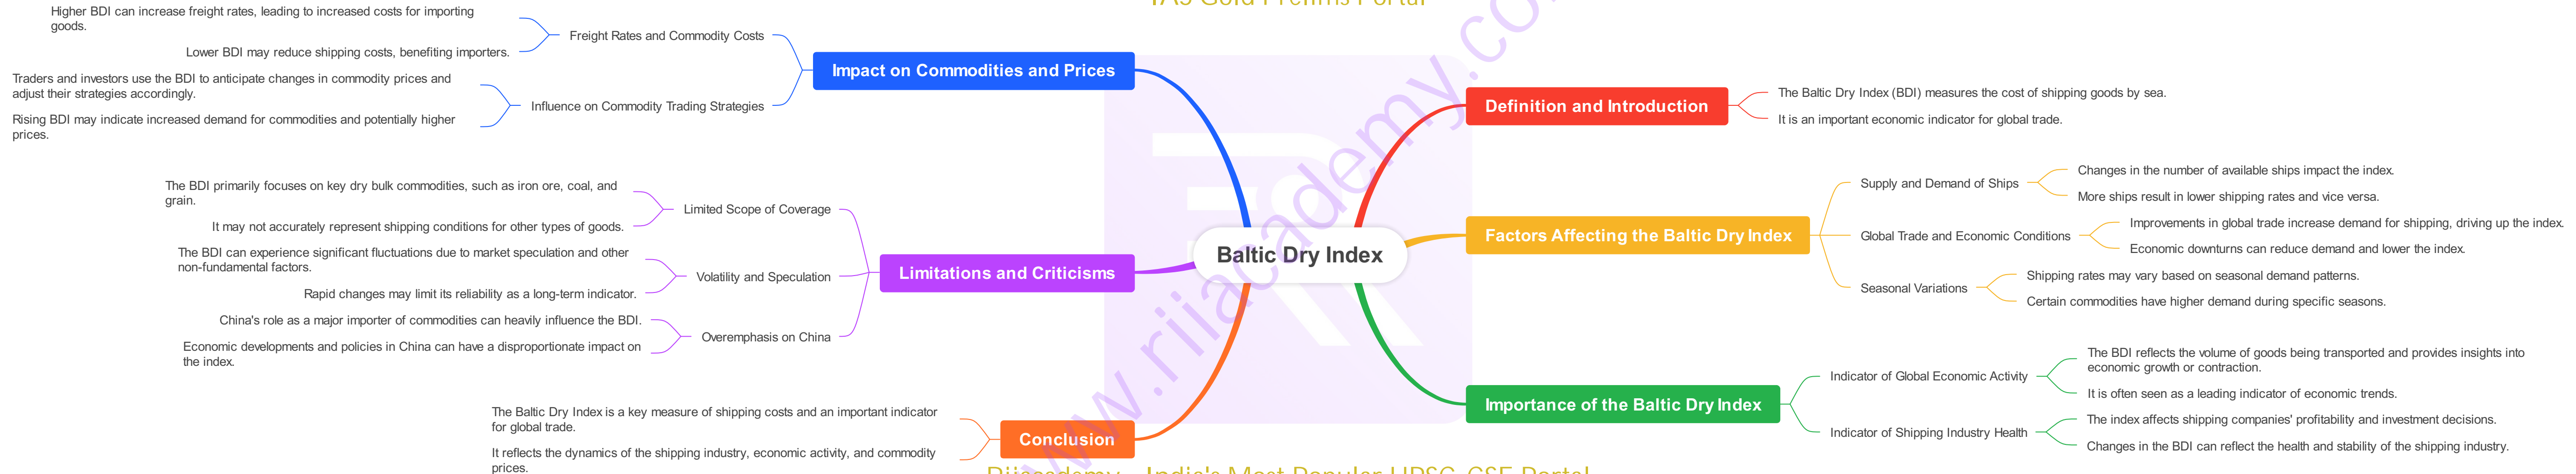 IAS Gold Prelims Portal
Baltic Dry Index
Definition and Introduction
The Baltic Dry Index (BDI) measures the cost of shipping goods by sea.
It is an important economic indicator for global trade.
Factors Affecting the Baltic Dry Index
Supply and Demand of Ships
Changes in the number of available ships impact the index.
More ships result in lower shipping rates and vice versa.
Global Trade and Economic Conditions
Improvements in global trade increase demand for shipping, driving up the index.
Economic downturns can reduce demand and lower the index.
Seasonal Variations
Shipping rates may vary based on seasonal demand patterns.
Certain commodities have higher demand during specific seasons.
Importance of the Baltic Dry Index
Indicator of Global Economic Activity
The BDI reflects the volume of goods being transported and provides insights into
economic growth or contraction.
It is often seen as a leading indicator of economic trends.
Indicator of Shipping Industry Health
The index affects shipping companies' profitability and investment decisions.
Changes in the BDI can reflect the health and stability of the shipping industry.
Impact on Commodities and Prices
Freight Rates and Commodity Costs
Higher BDI can increase freight rates, leading to increased costs for importing
goods.
Lower BDI may reduce shipping costs, benefiting importers.
Influence on Commodity Trading Strategies
Traders and investors use the BDI to anticipate changes in commodity prices and
adjust their strategies accordingly.
Rising BDI may indicate increased demand for commodities and potentially higher
prices.
Limitations and Criticisms
Limited Scope of Coverage
The BDI primarily focuses on key dry bulk commodities, such as iron ore, coal, and
grain.
It may not accurately represent shipping conditions for other types of goods.
Volatility and Speculation
The BDI can experience significant fluctuations due to market speculation and other
non-fundamental factors.
Rapid changes may limit its reliability as a long-term indicator.
Overemphasis on China
China's role as a major importer of commodities can heavily influence the BDI.
Economic developments and policies in China can have a disproportionate impact on
the index.
Conclusion
The Baltic Dry Index is a key measure of shipping costs and an important indicator
for global trade.
It reflects the dynamics of the shipping industry, economic activity, and commodity
prices.
www.riiacademy.co
India's Most Popular UPSC-CSE Portal